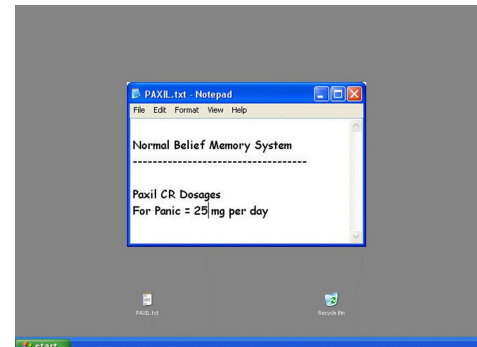 PAXIL.txt - Notepad
File Edit Format View Help
Normal Belief Memory System
-----------------------------------
Paxil CR Dosages
For Panic = 25 mg per day
PAXIL.txt
Recycle Bin
start